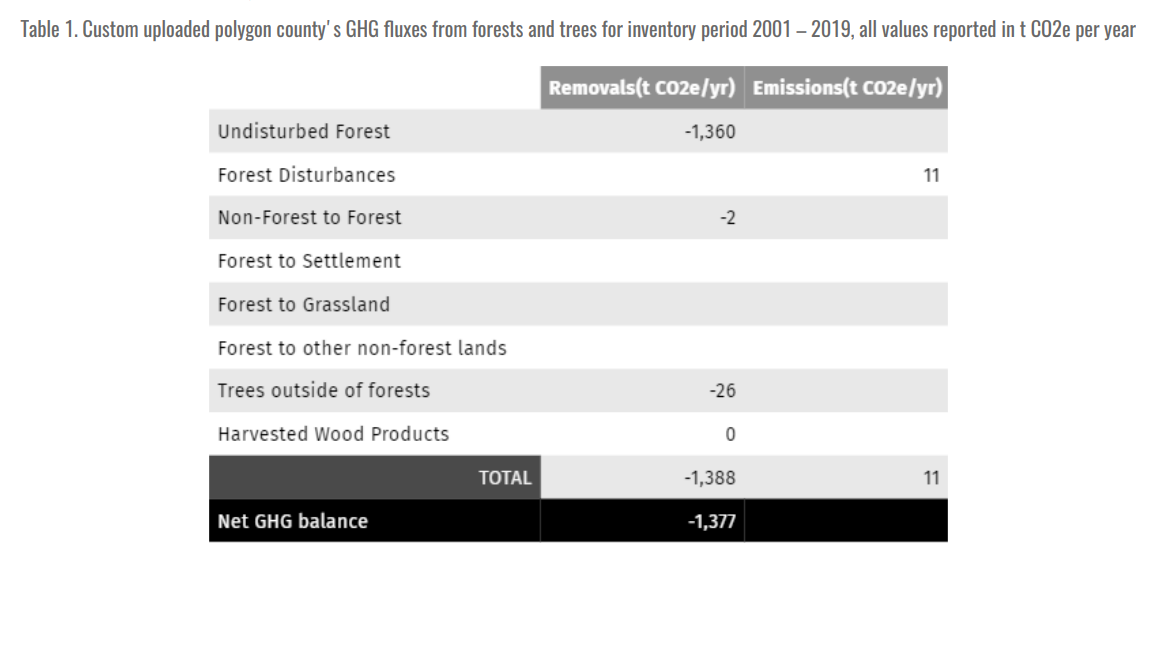 Table 1. Custom uploaded polygon county's GHG fluxes from forests and trees for inventory period 2001 – 2019, all values reported in t CO2e per year
Removals(t CO2e/yr) Emissions(t CO2e/yr)
Undisturbed Forest -1,360
Forest Disturbances 11
Non-Forest to Forest -2
Forest to Settlement
Forest to Grassland
Forest to other non-forest lands
Trees outside of forests -26
Harvested Wood Products 0
TOTAL -1,388 11
Net GHG balance -1,377